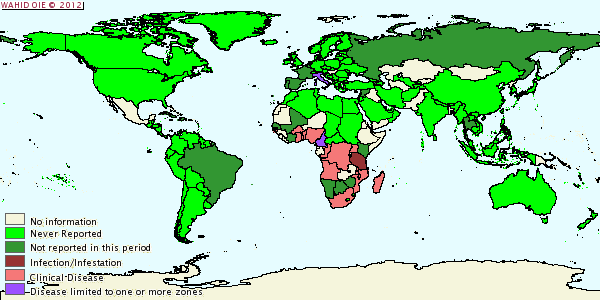 WAHID OIE © 2012
No information
Never Reported
Not reported in this period
Infection/Infestation
Clinical Disease
Disease limited to one or more zones